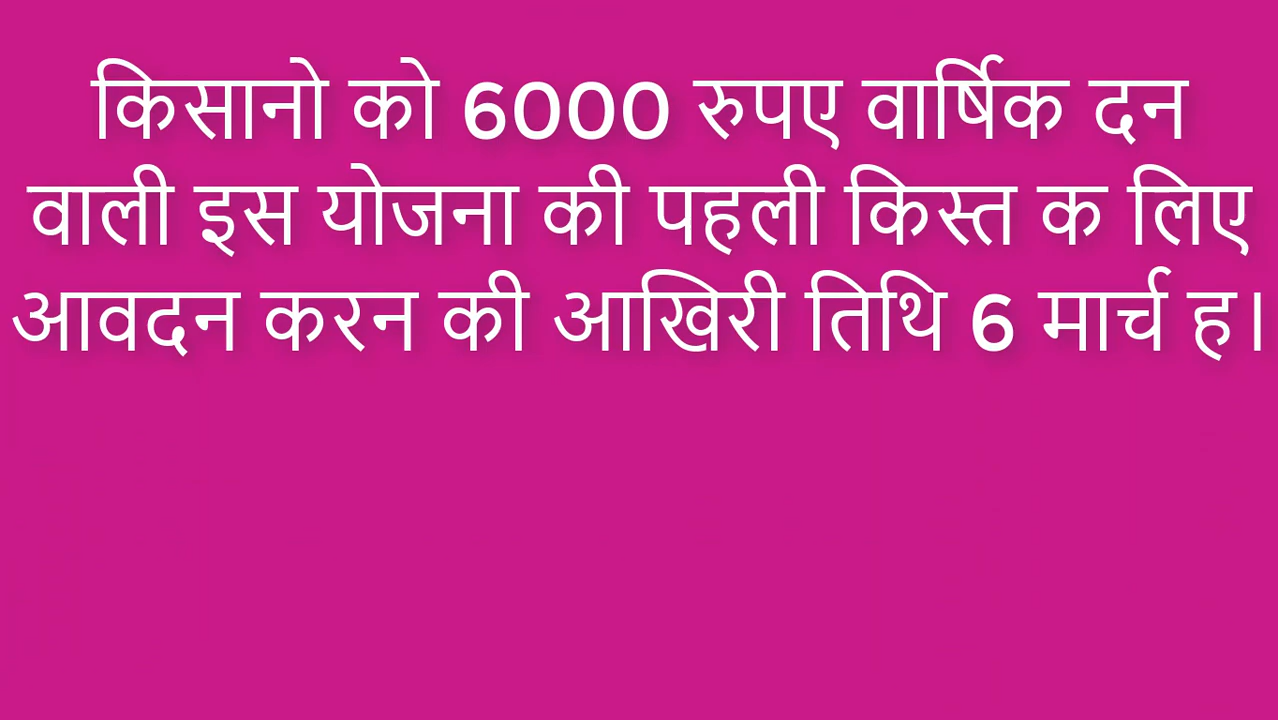 किसानो को 6000 रुपए वार्षिक दन
वाली इस योजना की पहली किस्त क लिए
आवदन करन की आखिरी तिथि 6 मार्च ह।